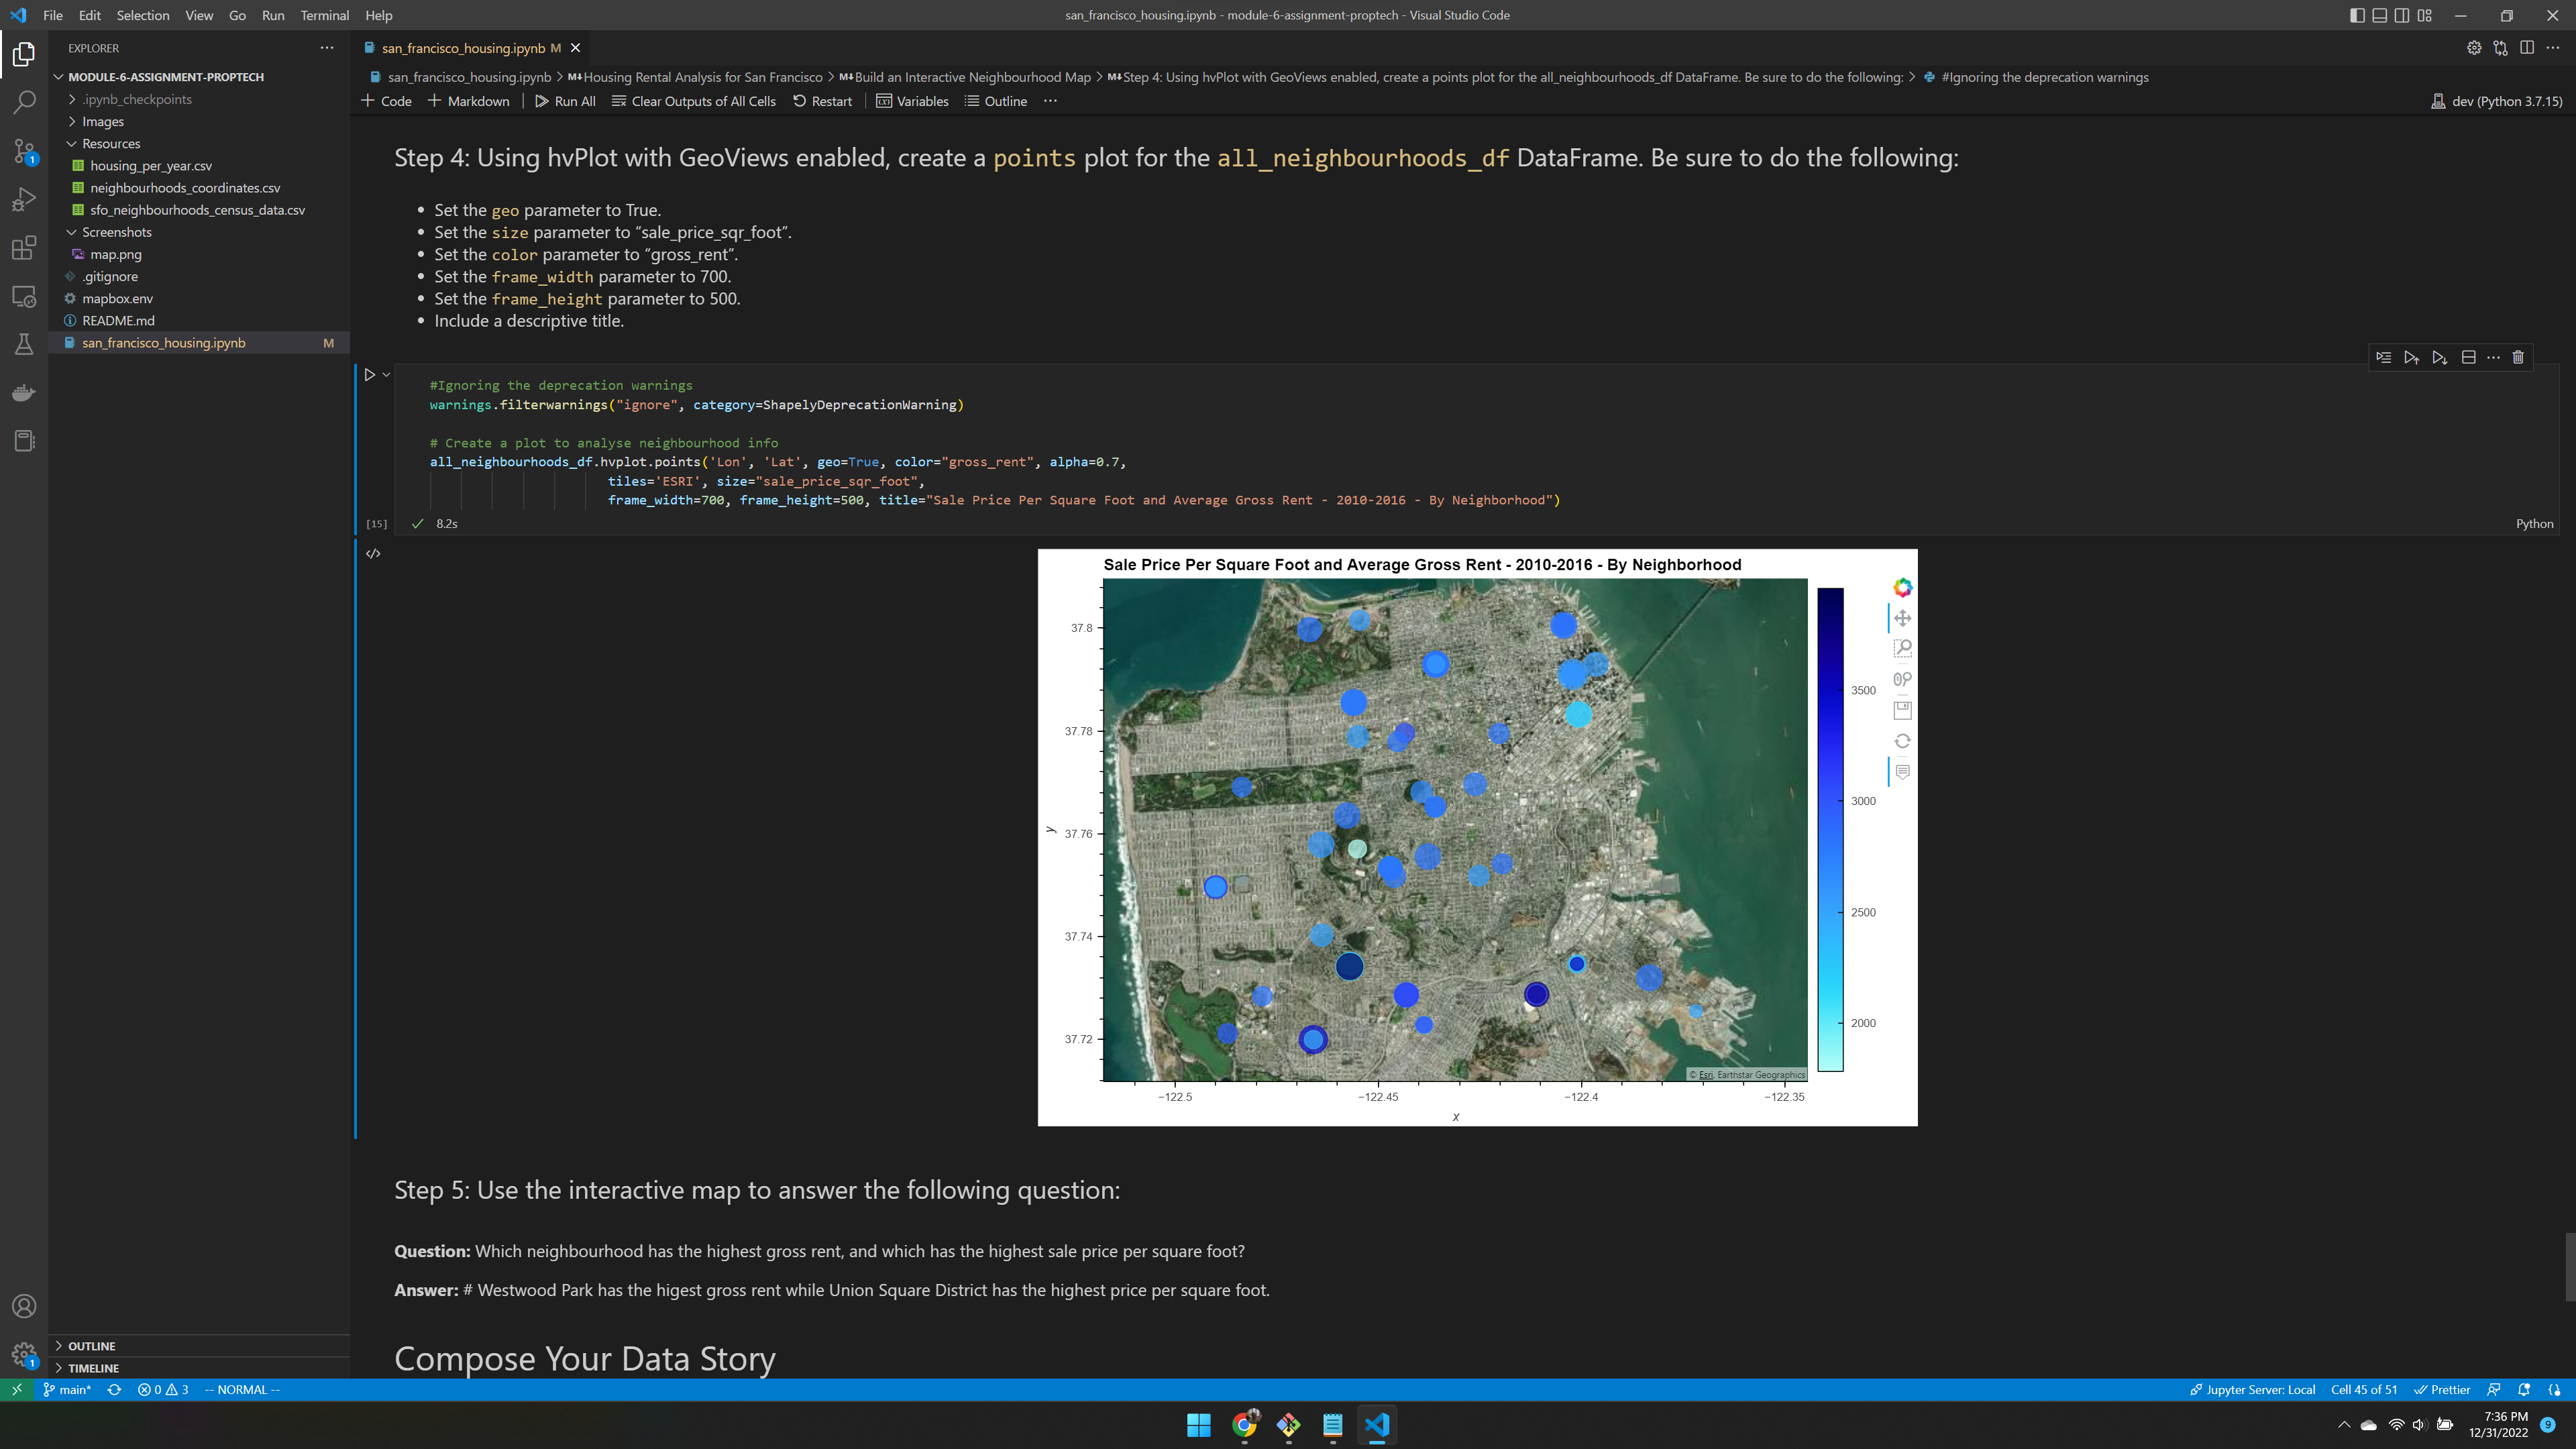 File Edit Selection View Go Run Terminal Help
san_francisco_housing.ipynb - module-6-assignment-proptech - Visual Studio Code
EXPLORER
MODULE-6-ASSIGNMENT-PROPTECH
.ipynb_checkpoints
Images
Resources
housing_per_year.csv
neighbourhoods_coordinates.csv
sfo_neighbourhoods_census_data.csv
Screenshots
map.png
.gitignore
mapbox.env
README.md
san_francisco_housing.ipynb M
OUTLINE
TIMELINE
san_francisco_housing.ipynb M
san_francisco_housing.ipynb > M↓Housing Rental Analysis for San Francisco > M↓Build an Interactive Neighbourhood Map > M↓Step 4: Using hvPlot with GeoViews enabled, create a points plot for the all_neighbourhoods_df DataFrame. Be sure to do the following: > #Ignoring the deprecation warnings
+ Code + Markdown Run All Clear Outputs of All Cells Restart Variables Outline ...
dev (Python 3.7.15)
Step 4: Using hvPlot with GeoViews enabled, create a points plot for the all_neighbourhoods_df DataFrame. Be sure to do the following:
• Set the geo parameter to True.
• Set the size parameter to “sale_price_sqr_foot”.
• Set the color parameter to “gross_rent”.
• Set the frame_width parameter to 700.
• Set the frame_height parameter to 500.
• Include a descriptive title.
#Ignoring the deprecation warnings
warnings.filterwarnings("ignore", category=ShapelyDeprecationWarning)
# Create a plot to analyse neighbourhood info
all_neighbourhoods_df.hvplot.points('Lon', 'Lat', geo=True, color="gross_rent", alpha=0.7,
tiles='ESRI', size="sale_price_sqr_foot",
frame_width=700, frame_height=500, title="Sale Price Per Square Foot and Average Gross Rent - 2010-2016 - By Neighborhood")
[15] 8.2s
Python
Sale Price Per Square Foot and Average Gross Rent - 2010-2016 - By Neighborhood
37.8
37.78
37.76
37.74
37.72
y
−122.5 −122.45 −122.4 −122.35
x
3500
3000
2500
2000
© Esri, Earthstar Geographics
Step 5: Use the interactive map to answer the following question:
Question: Which neighbourhood has the highest gross rent, and which has the highest sale price per square foot?
Answer: # Westwood Park has the higest gross rent while Union Square District has the highest price per square foot.
Compose Your Data Story
1
1
main* 0 3 -- NORMAL --
Jupyter Server: Local Cell 45 of 51 Prettier
7:36 PM
12/31/2022
9